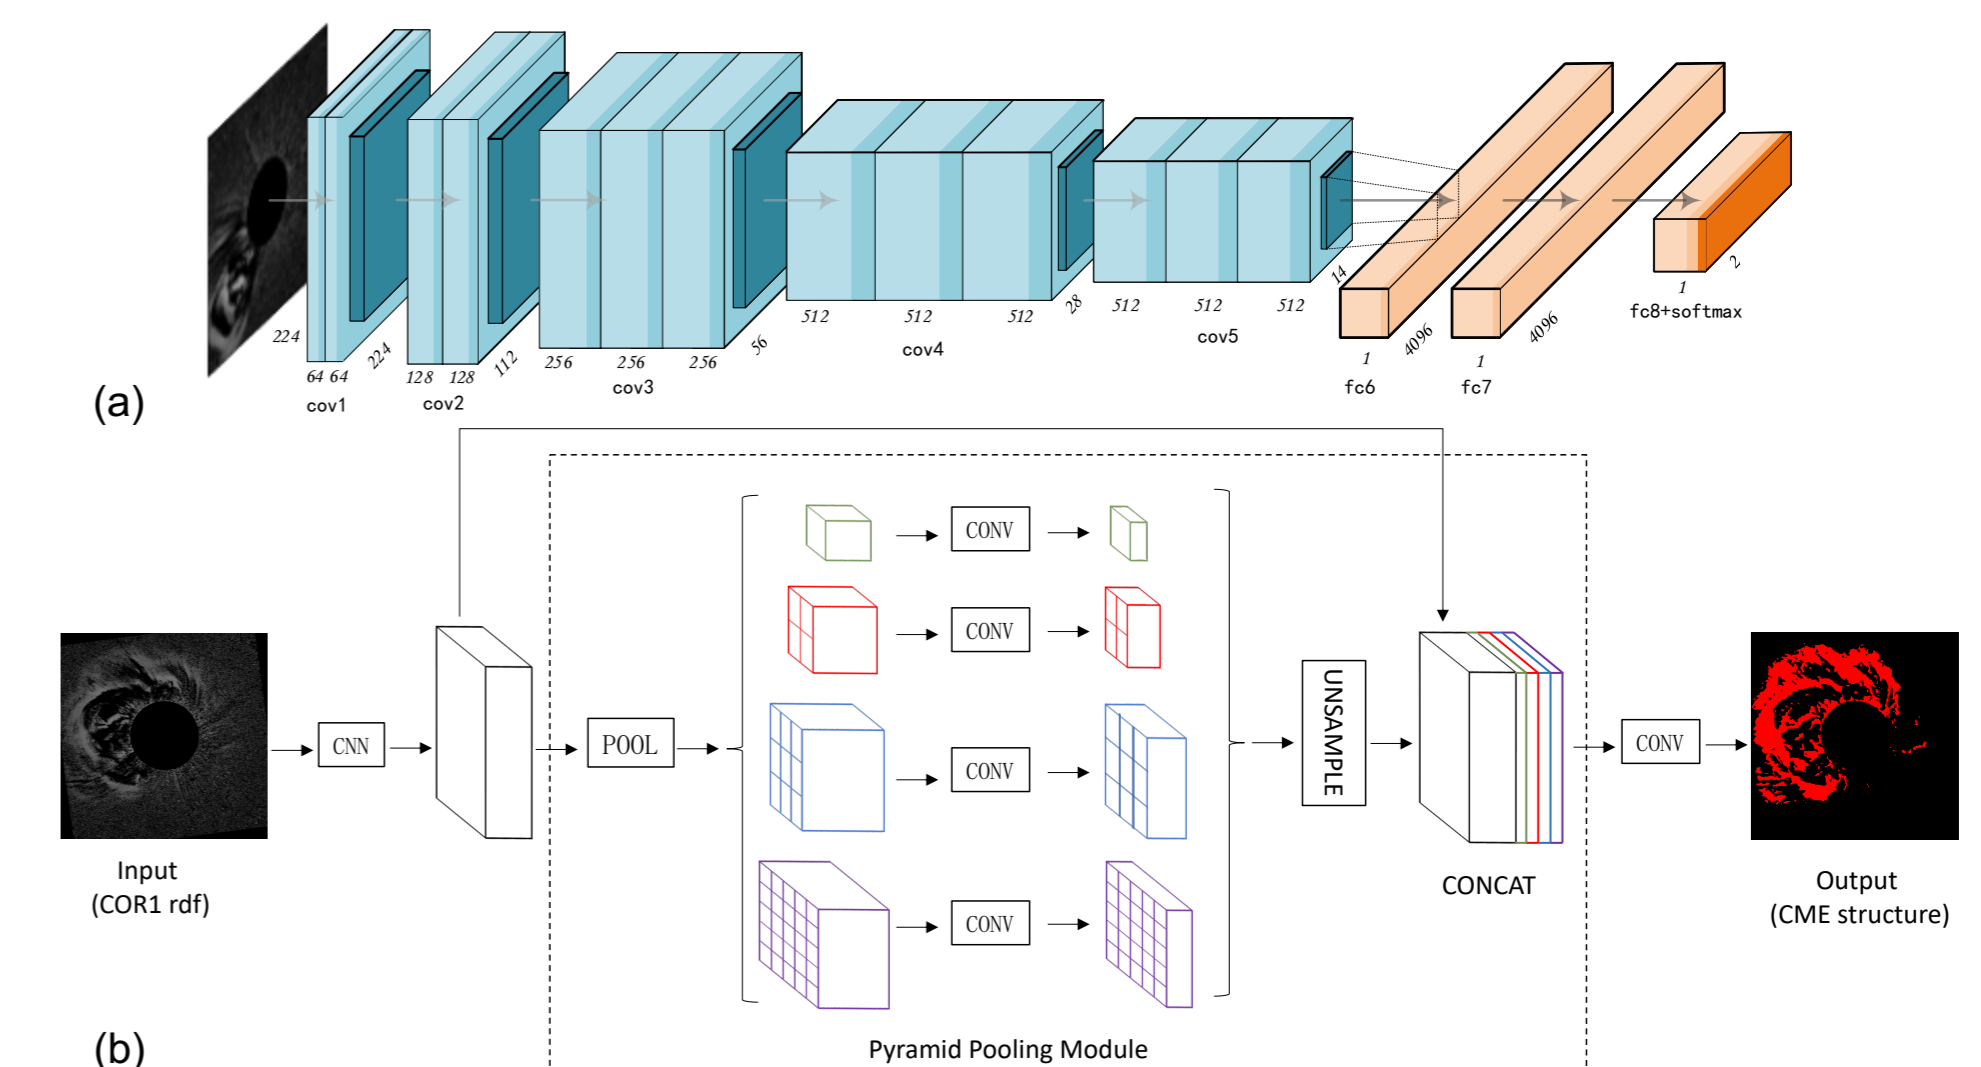 224
64 64
224
cov1
128 128
112
cov2
256 256 256
56
cov3
512 512 512
28
cov4
512 512 512
14
cov5
1
4096
fc6
1
4096
fc7
1
2
fc8+softmax
(a)
CONV
CONV
CNN
POOL
CONV
CONV
UNSAMPLE
CONV
Input
(COR1 rdf)
CONCAT
Output
(CME structure)
Pyramid Pooling Module
(b)